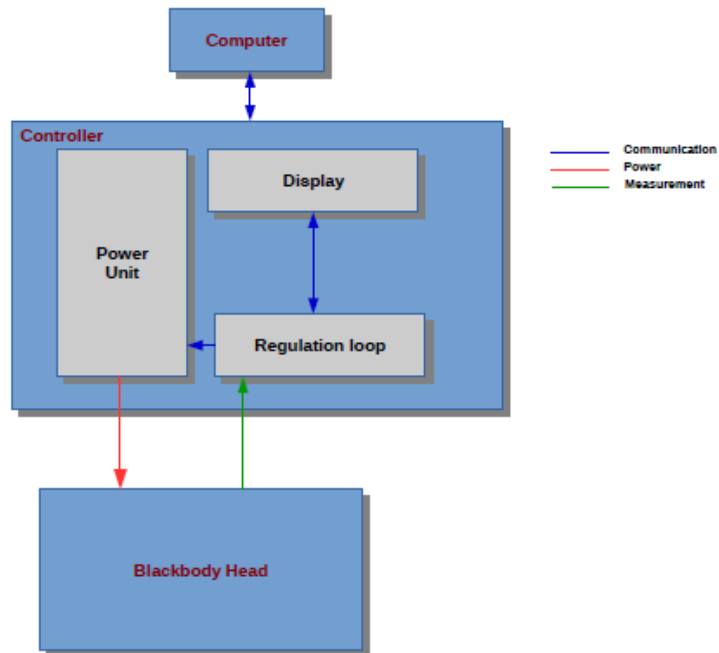 Computer
Controller
Display
Power
Unit
Regulation loop
Blackbody Head
Communication
Power
Measurement